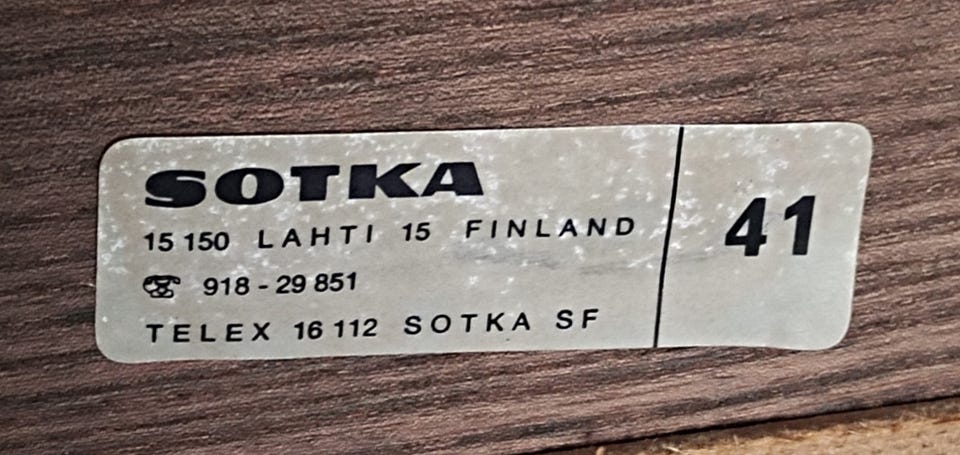 SOTKA
15 150 LAHTI 15 FINLAND
☎ 918 - 29 851
TELEX 16 112 SOTKA SF
41